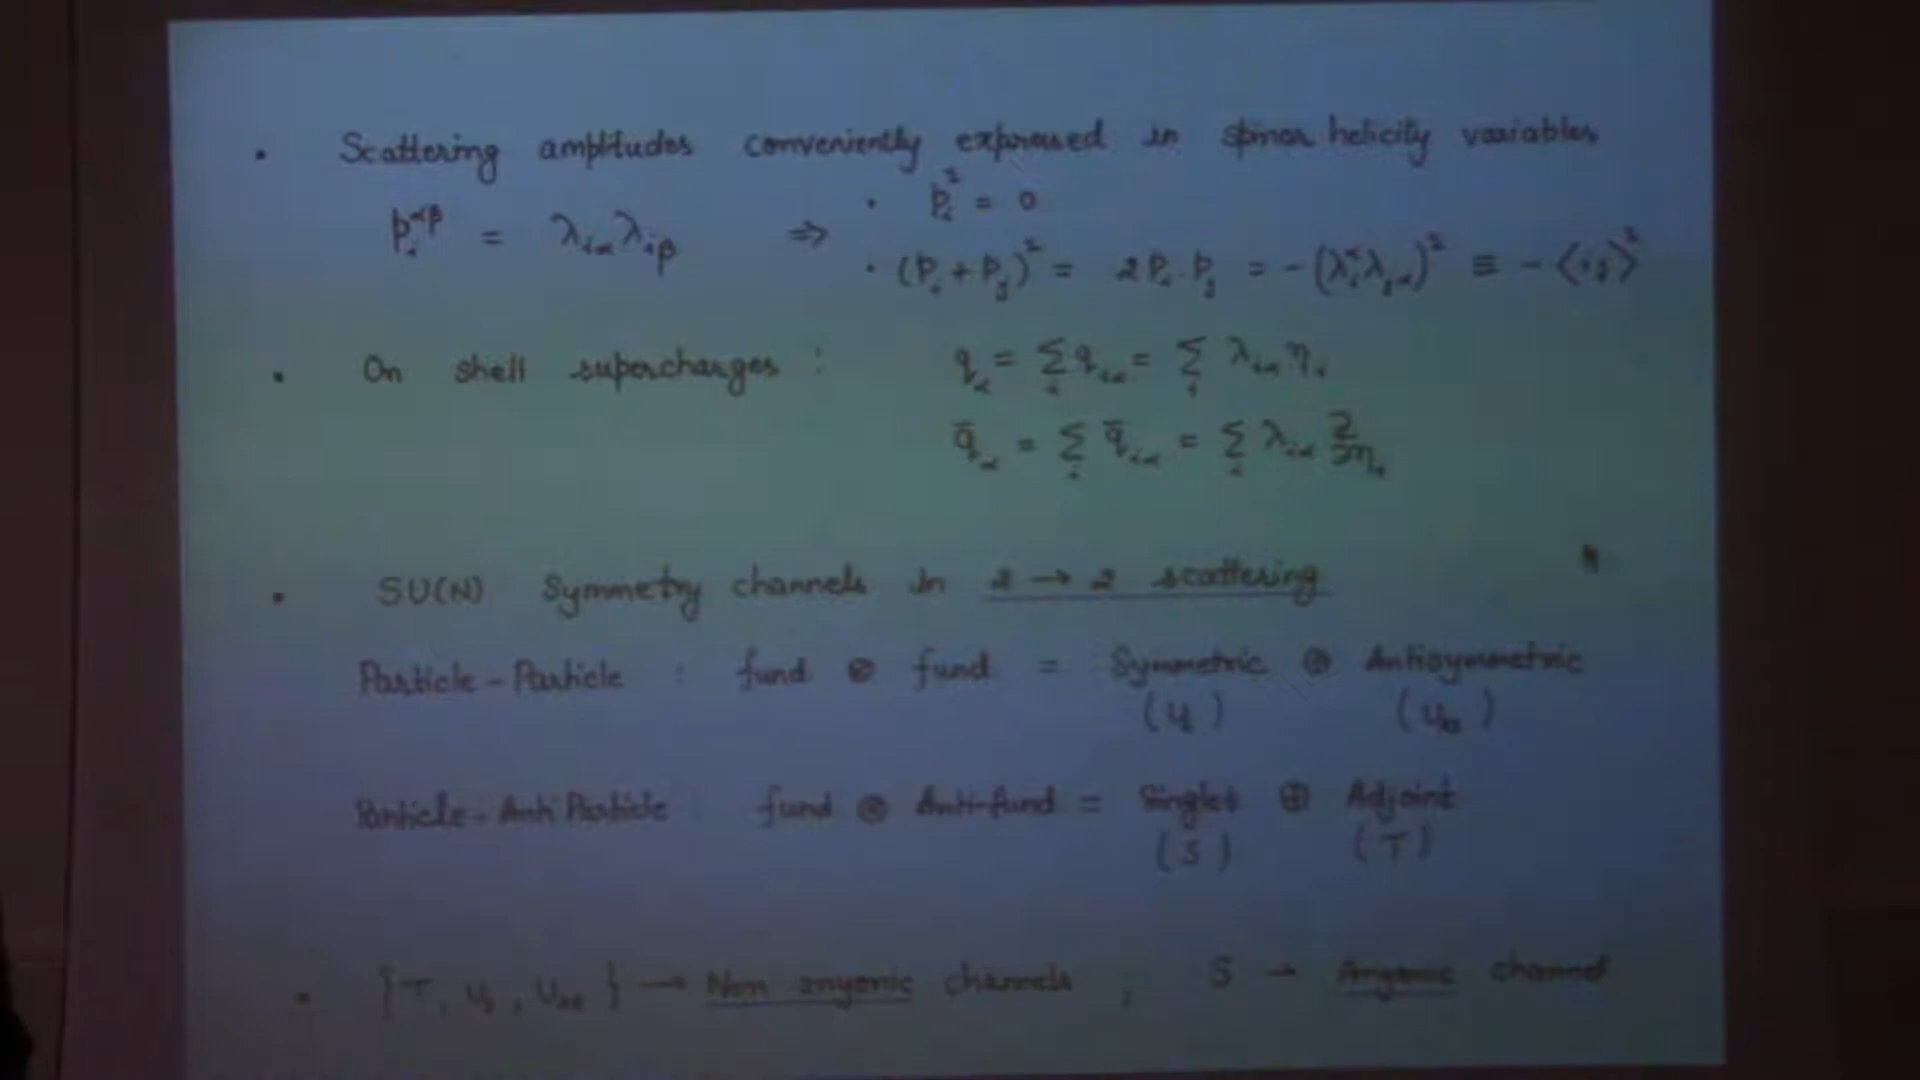 • Scattering amplitudes conveniently expressed in spinor helicity variables
p_i^{αβ} = λ_{iα} λ_{iβ} ⇒ • p_i^2 = 0
• (p_i + p_j)^2 = 2 p_i · p_j = -(λ_i^α λ_{jα})^2 ≡ -⟨ij⟩^2
• On shell supercharges : q_α = Σ_i q_{iα} = Σ_i λ_{iα} η_i
q̄_α = Σ_i q̄_{iα} = Σ_i λ_{iα} ∂/∂η_i
• SU(N) Symmetry channels in 2 → 2 scattering
Particle - Particle : fund ⊗ fund = Symmetric ⊕ Antisymmetric
(U_s) (U_a)
Particle - Anti Particle : fund ⊗ Anti-fund = Singlet ⊕ Adjoint
(S) (T)
• {T, U_s, U_a} → Non anyonic channels , S → Anyonic channel